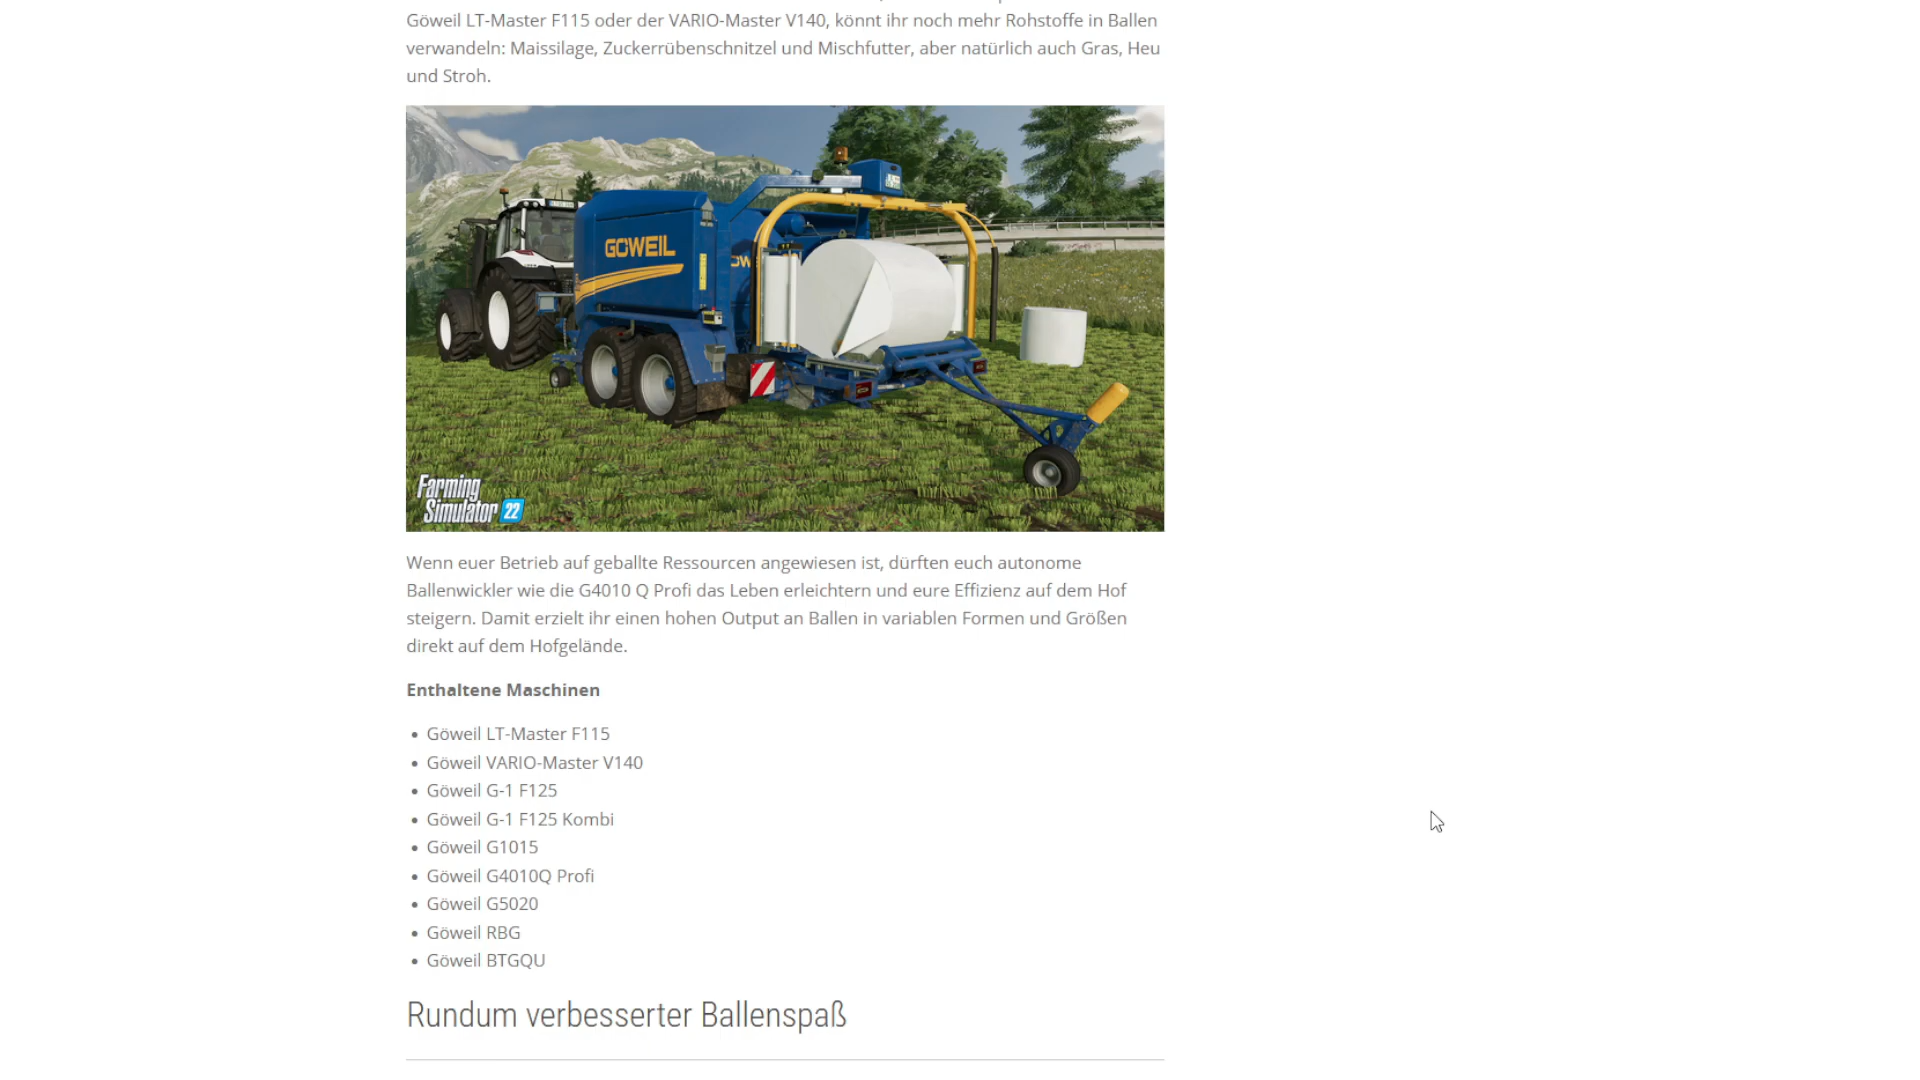 Göweil LT-Master F115 oder der VARIO-Master V140, könnt ihr noch mehr Rohstoffe in Ballen
verwandeln: Maissilage, Zuckerrübenschnitzel und Mischfutter, aber natürlich auch Gras, Heu
und Stroh.
GÖWEIL
Farming
Simulator 22
Wenn euer Betrieb auf geballte Ressourcen angewiesen ist, dürften euch autonome
Ballenwickler wie die G4010 Q Profi das Leben erleichtern und eure Effizienz auf dem Hof
steigern. Damit erzielt ihr einen hohen Output an Ballen in variablen Formen und Größen
direkt auf dem Hofgelände.
Enthaltene Maschinen
• Göweil LT-Master F115
• Göweil VARIO-Master V140
• Göweil G-1 F125
• Göweil G-1 F125 Kombi
• Göweil G1015
• Göweil G4010Q Profi
• Göweil G5020
• Göweil RBG
• Göweil BTGQU
Rundum verbesserter Ballenspaß